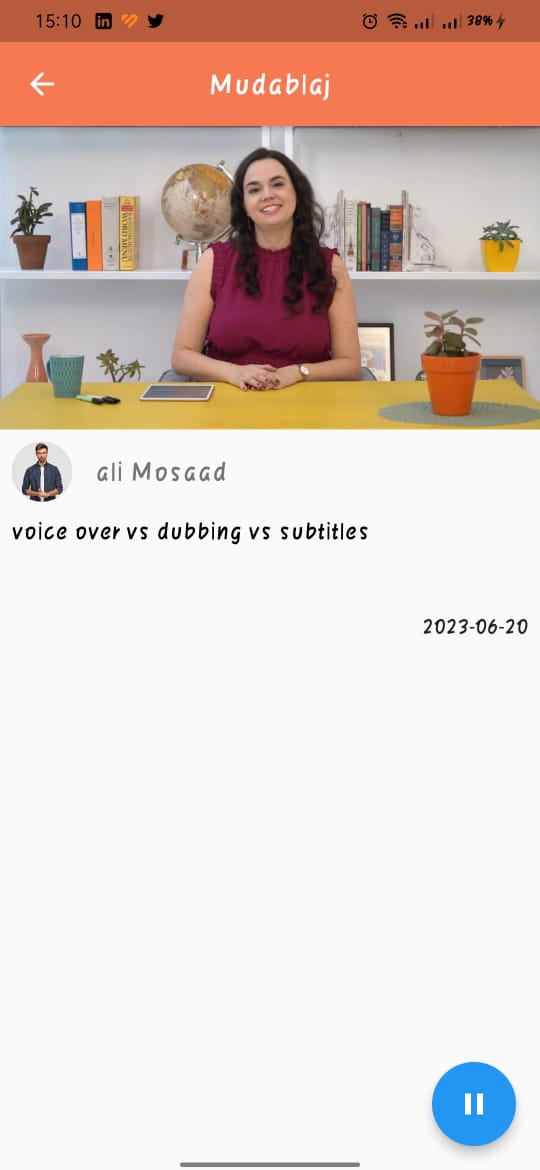 15:10
38%
Mudablaj
ali Mosaad
voice over vs dubbing vs subtitles
2023-06-20